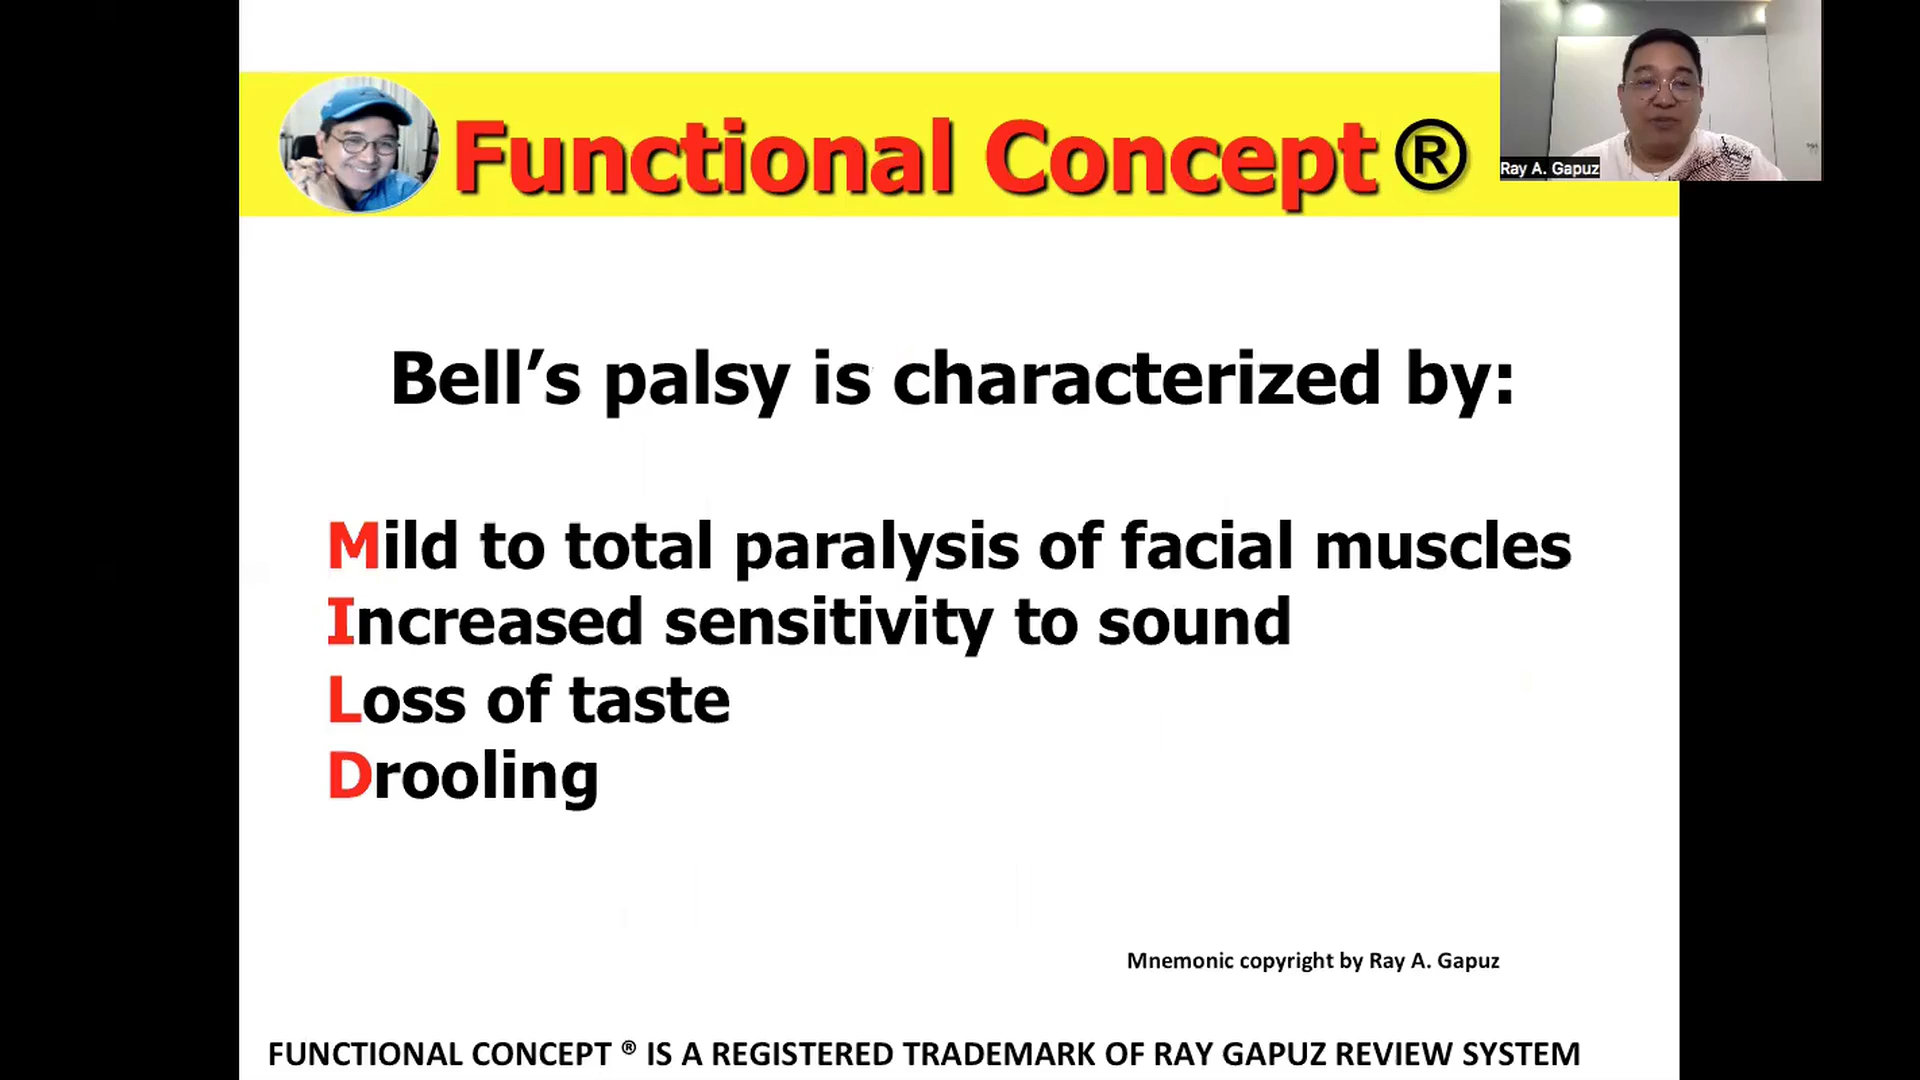 Functional Concept ®
Ray A. Gapuz
Bell’s palsy is characterized by:
Mild to total paralysis of facial muscles
Increased sensitivity to sound
Loss of taste
Drooling
Mnemonic copyright by Ray A. Gapuz
FUNCTIONAL CONCEPT ® IS A REGISTERED TRADEMARK OF RAY GAPUZ REVIEW SYSTEM